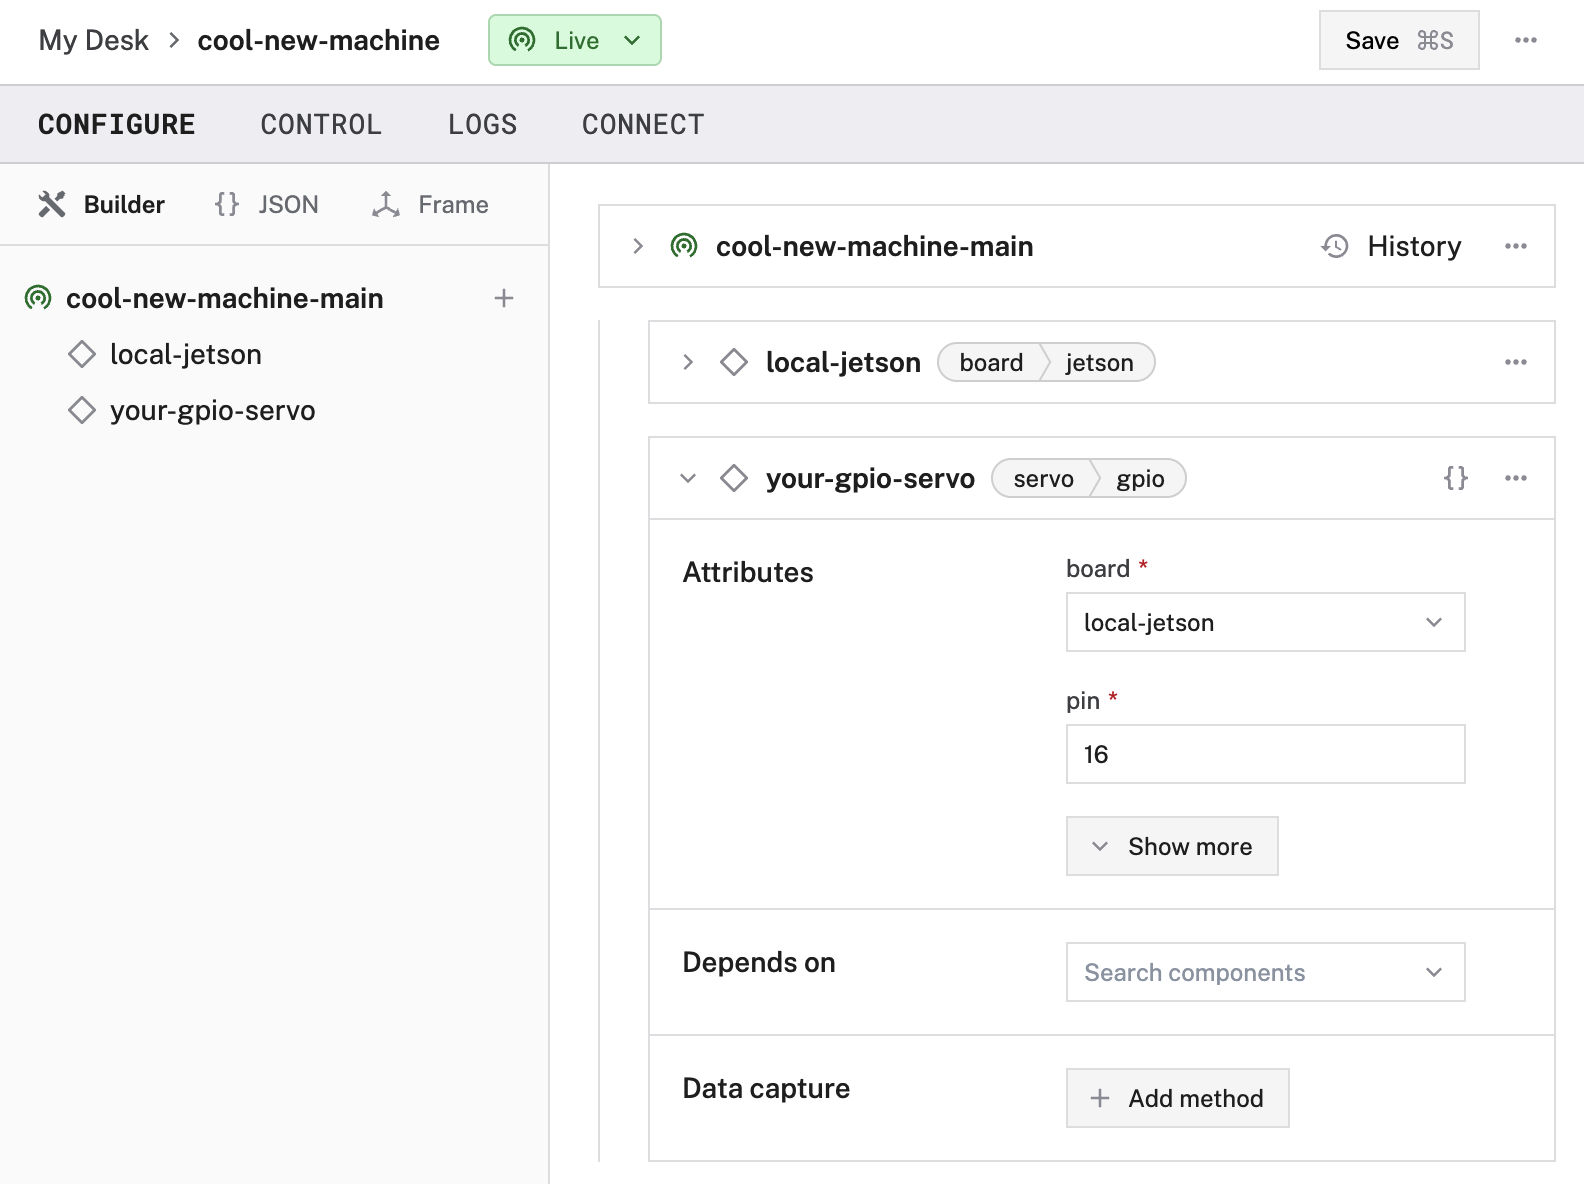 My Desk > cool-new-machine Live Save ⌘S ...
CONFIGURE CONTROL LOGS CONNECT
Builder {} JSON Frame
cool-new-machine-main +
local-jetson
your-gpio-servo
cool-new-machine-main History ...
local-jetson board jetson ...
your-gpio-servo servo gpio {} ...
Attributes
board *
local-jetson
pin *
16
Show more
Depends on
Search components
Data capture
+ Add method